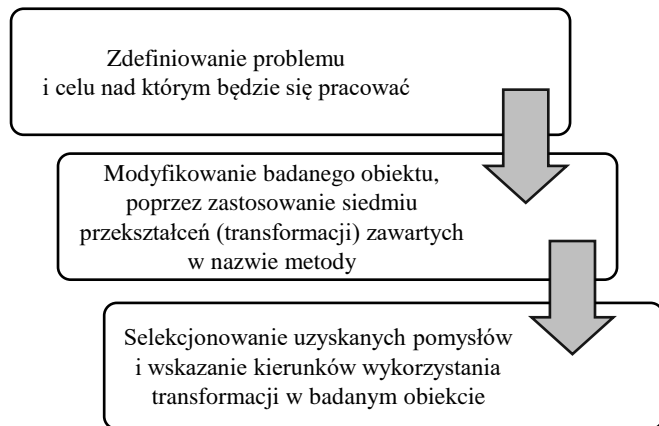 Zdefiniowanie problemu
i celu nad którym będzie się pracować
Modyfikowanie badanego obiektu,
poprzez zastosowanie siedmiu
przekształceń (transformacji) zawartych
w nazwie metody
Selekcjonowanie uzyskanych pomysłów
i wskazanie kierunków wykorzystania
transformacji w badanym obiekcie